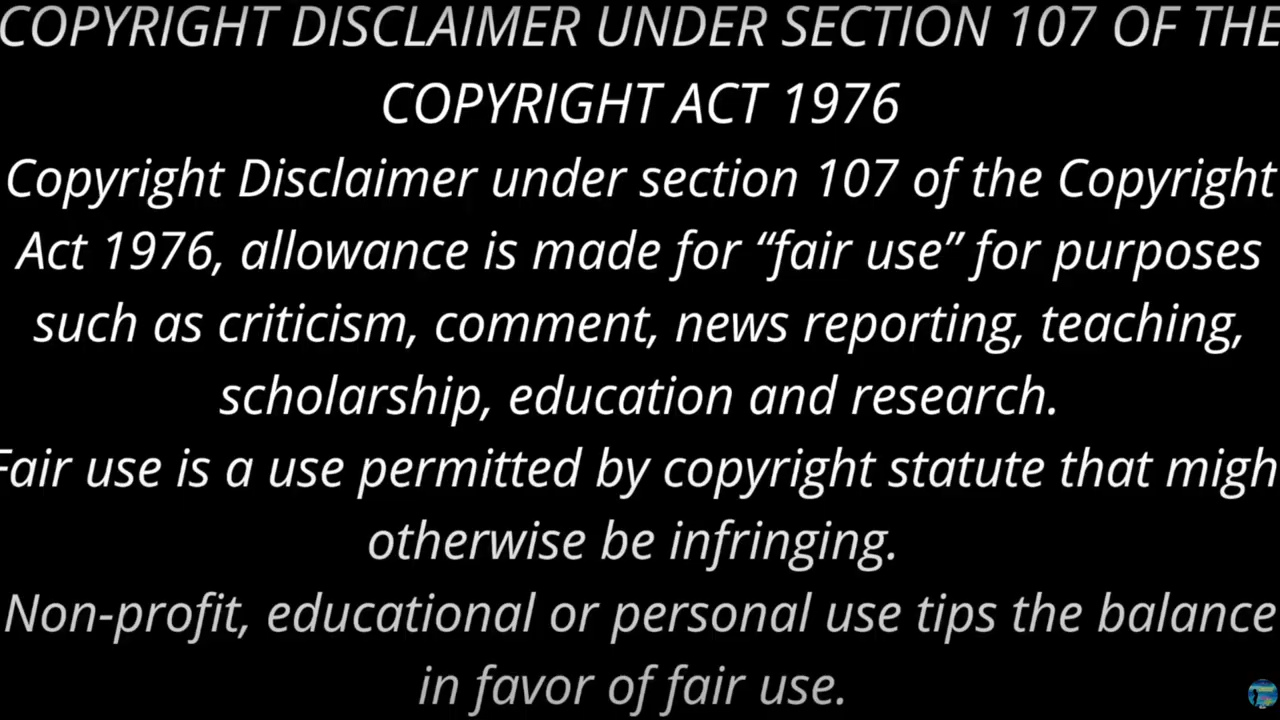 COPYRIGHT DISCLAIMER UNDER SECTION 107 OF THE
COPYRIGHT ACT 1976
Copyright Disclaimer under section 107 of the Copyright
Act 1976, allowance is made for “fair use” for purposes
such as criticism, comment, news reporting, teaching,
scholarship, education and research.
Fair use is a use permitted by copyright statute that migh
otherwise be infringing.
Non-profit, educational or personal use tips the balance
in favor of fair use.